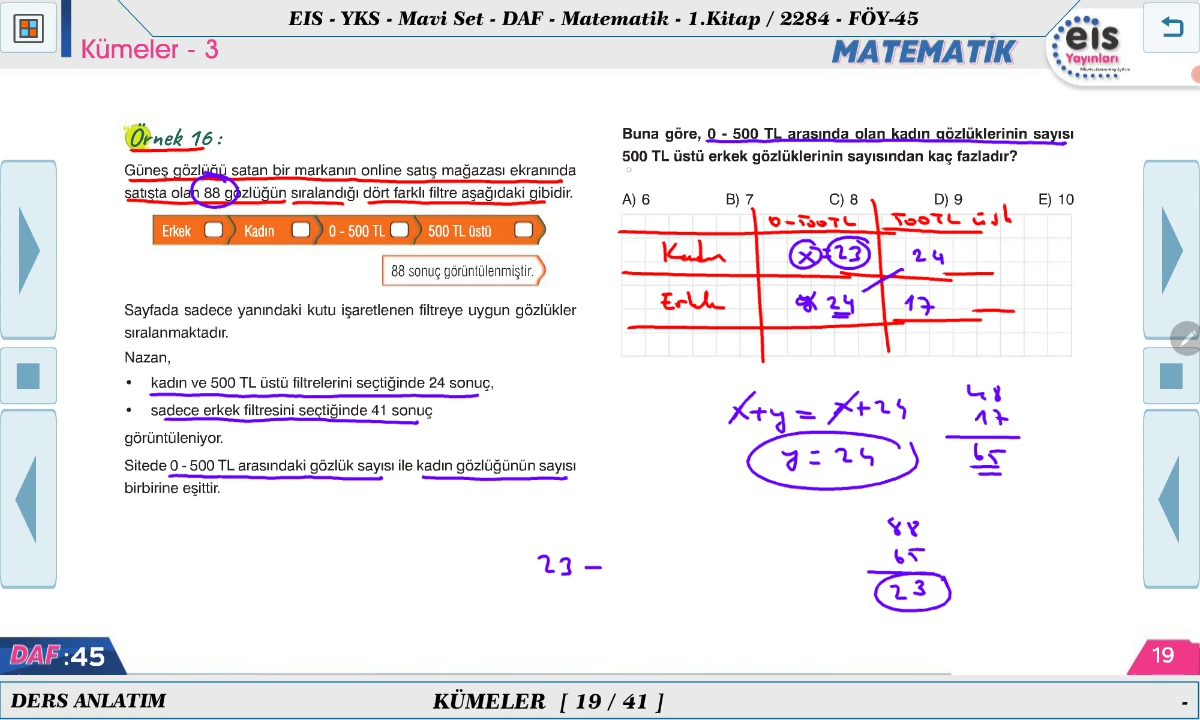 EIS - YKS - Mavi Set - DAF - Matematik - 1.Kitap / 2284 - FÖY-45
Kümeler - 3
MATEMATİK
eis
Yayınları
Örnek 16 :
Güneş gözlüğü satan bir markanın online satış mağazası ekranında
satışta olan 88 gözlüğün sıralandığı dört farklı filtre aşağıdaki gibidir.
Erkek Kadın 0 - 500 TL 500 TL üstü
88 sonuç görüntülenmiştir.
Sayfada sadece yanındaki kutu işaretlenen filtreye uygun gözlükler
sıralanmaktadır.
Nazan,
• kadın ve 500 TL üstü filtrelerini seçtiğinde 24 sonuç,
• sadece erkek filtresini seçtiğinde 41 sonuç
görüntüleniyor.
Sitede 0 - 500 TL arasındaki gözlük sayısı ile kadın gözlüğünün sayısı
birbirine eşittir.
23 –
Buna göre, 0 - 500 TL arasında olan kadın gözlüklerinin sayısı
500 TL üstü erkek gözlüklerinin sayısından kaç fazladır?
A) 6 B) 7 C) 8 D) 9 E) 10
0-500TL 500TL üst
Kadın x = 23 24
Erkek y 24 17
x+y = x+24
y = 24
48
17
65
88
65
23
DAF :45
19
DERS ANLATIM
KÜMELER [ 19 / 41 ]
-